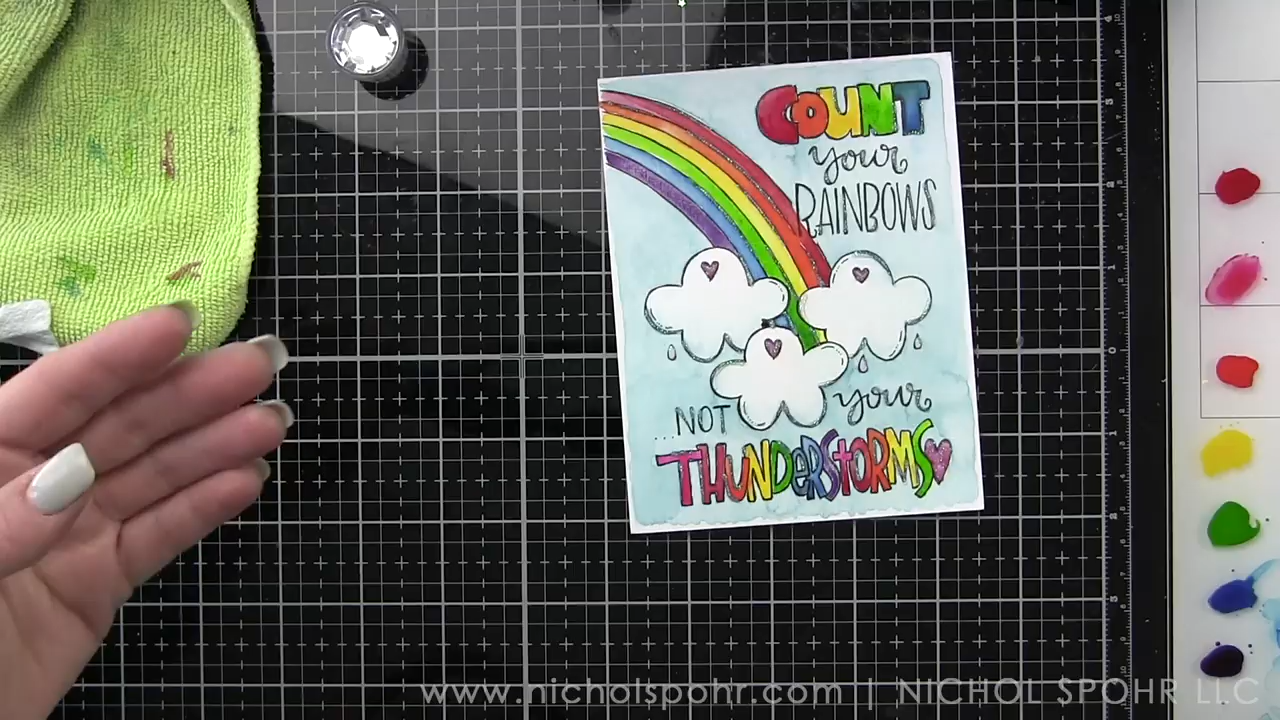 COUNT
your
RAINBOWS
...NOT your
THUNDERSTORMS
www.nicholspohr.com | NICHOL SPOHR LLC